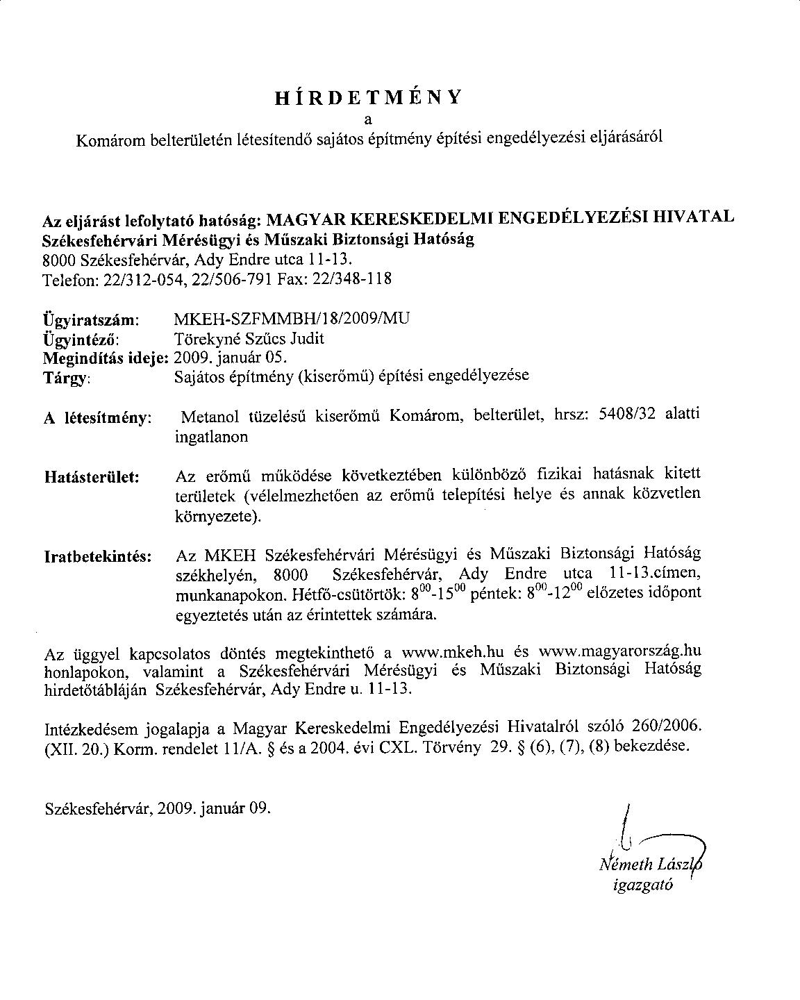 HÍRDETMÉNY
a
Komárom belterületén létesítendő sajátos építmény építési engedélyezési eljárásáról
Az eljárást lefolytató hatóság: MAGYAR KERESKEDELMI ENGEDÉLYEZÉSI HIVATAL
Székesfehérvári Mérésügyi és Műszaki Biztonsági Hatóság
8000 Székesfehérvár, Ady Endre utca 11-13.
Telefon: 22/312-054, 22/506-791 Fax: 22/348-118
Ügyiratszám: MKEH-SZFMMBH/18/2009/MU
Ügyintéző: Törekyné Szűcs Judit
Megindítás ideje: 2009. január 05.
Tárgy: Sajátos építmény (kiserőmű) építési engedélyezése
A létesítmény: Metanol tüzelésű kiserőmű Komárom, belterület, hrsz: 5408/32 alatti
ingatlanon
Hatásterület: Az erőmű működése következtében különböző fizikai hatásnak kitett
területek (vélelmezhetően az erőmű telepítési helye és annak közvetlen
környezete).
Iratbetekintés: Az MKEH Székesfehérvári Mérésügyi és Műszaki Biztonsági Hatóság
székhelyén, 8000 Székesfehérvár, Ady Endre utca 11-13.címen,
munkanapokon. Hétfő-csütörtök: 8⁰⁰-15⁰⁰ péntek: 8⁰⁰-12⁰⁰ előzetes időpont
egyeztetés után az érintettek számára.
Az üggyel kapcsolatos döntés megtekinthető a www.mkeh.hu és www.magyarország.hu
honlapokon, valamint a Székesfehérvári Mérésügyi és Műszaki Biztonsági Hatóság
hirdetőtábláján Székesfehérvár, Ady Endre u. 11-13.
Intézkedésem jogalapja a Magyar Kereskedelmi Engedélyezési Hivatalról szóló 260/2006.
(XII. 20.) Korm. rendelet 11/A. § és a 2004. évi CXL. Törvény 29. § (6), (7), (8) bekezdése.
Székesfehérvár, 2009. január 09.
Németh László
igazgató